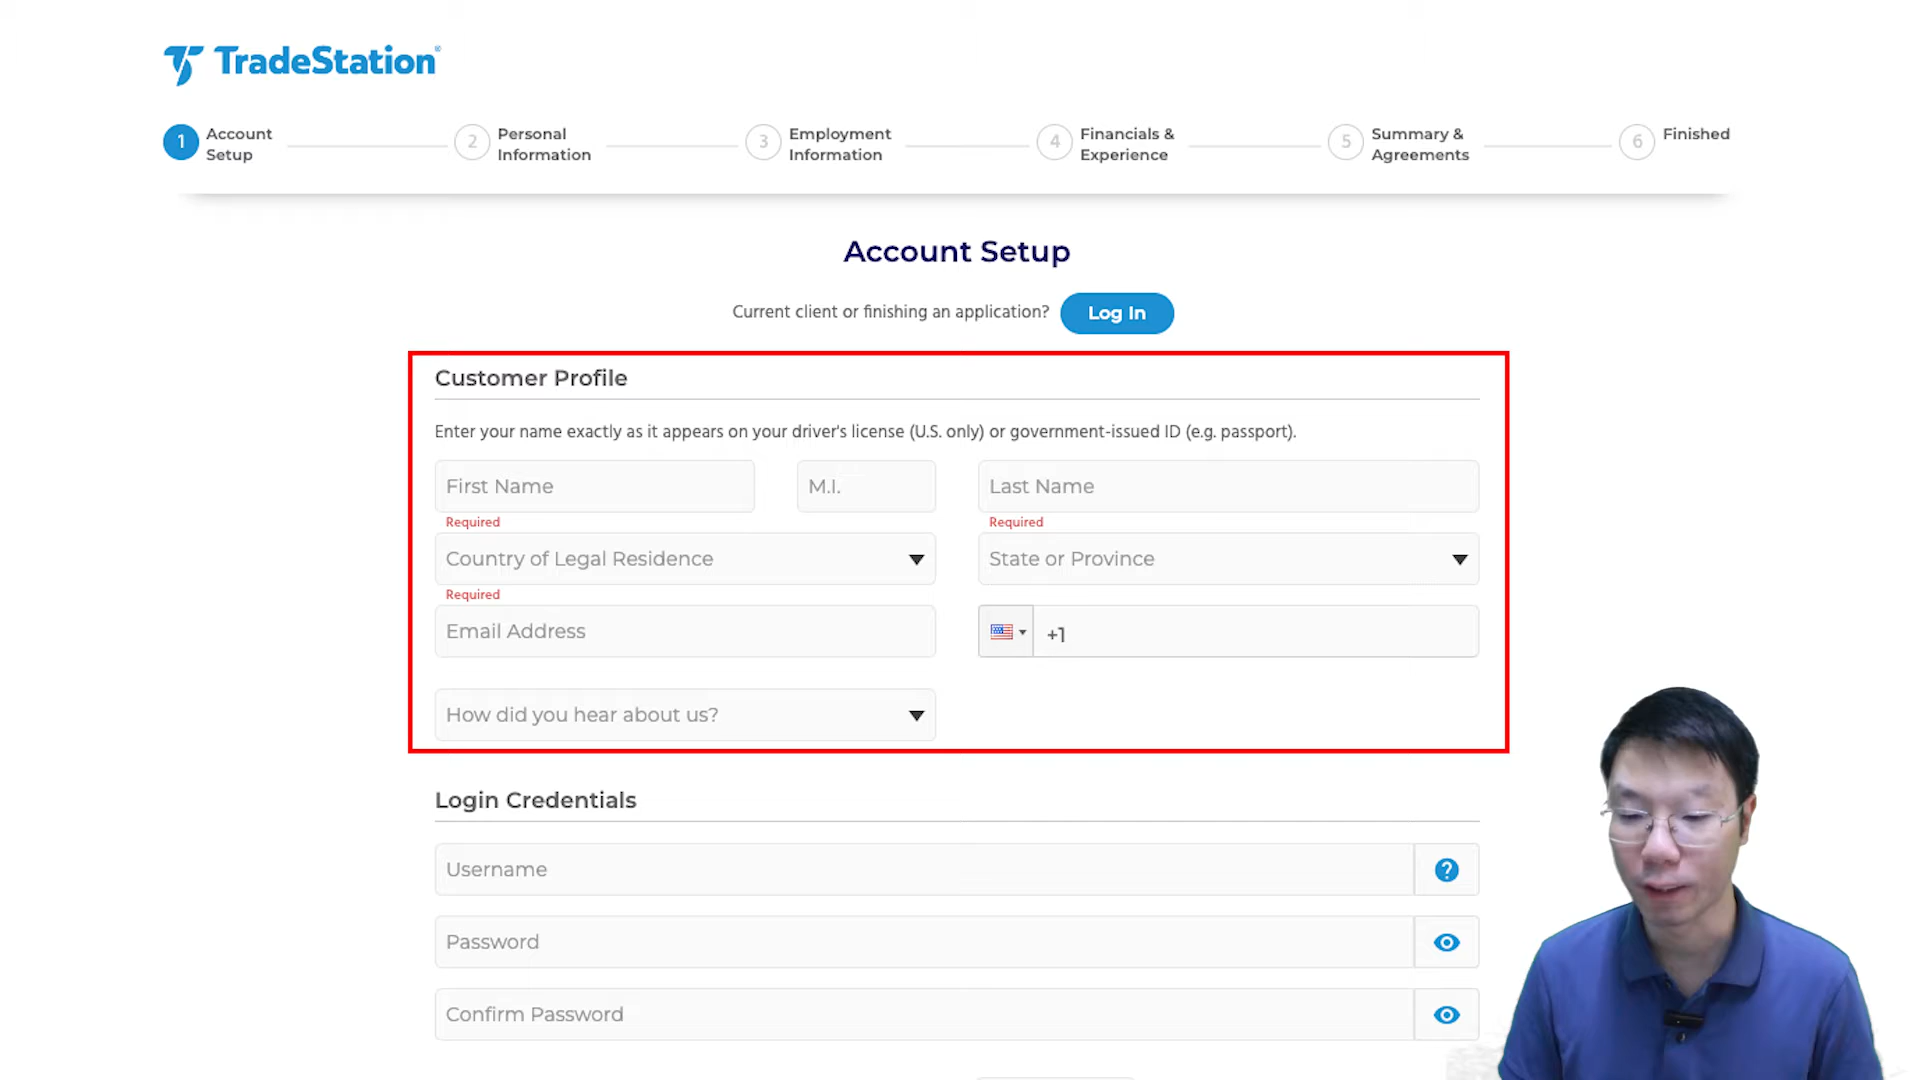 TradeStation®
1 Account Setup
2 Personal Information
3 Employment Information
4 Financials & Experience
5 Summary & Agreements
6 Finished
Account Setup
Current client or finishing an application? Log In
Customer Profile
Enter your name exactly as it appears on your driver's license (U.S. only) or government-issued ID (e.g. passport).
First Name M.I. Last Name
Required Required
Country of Legal Residence State or Province
Required
Email Address +1
How did you hear about us?
Login Credentials
Username ?
Password
Confirm Password